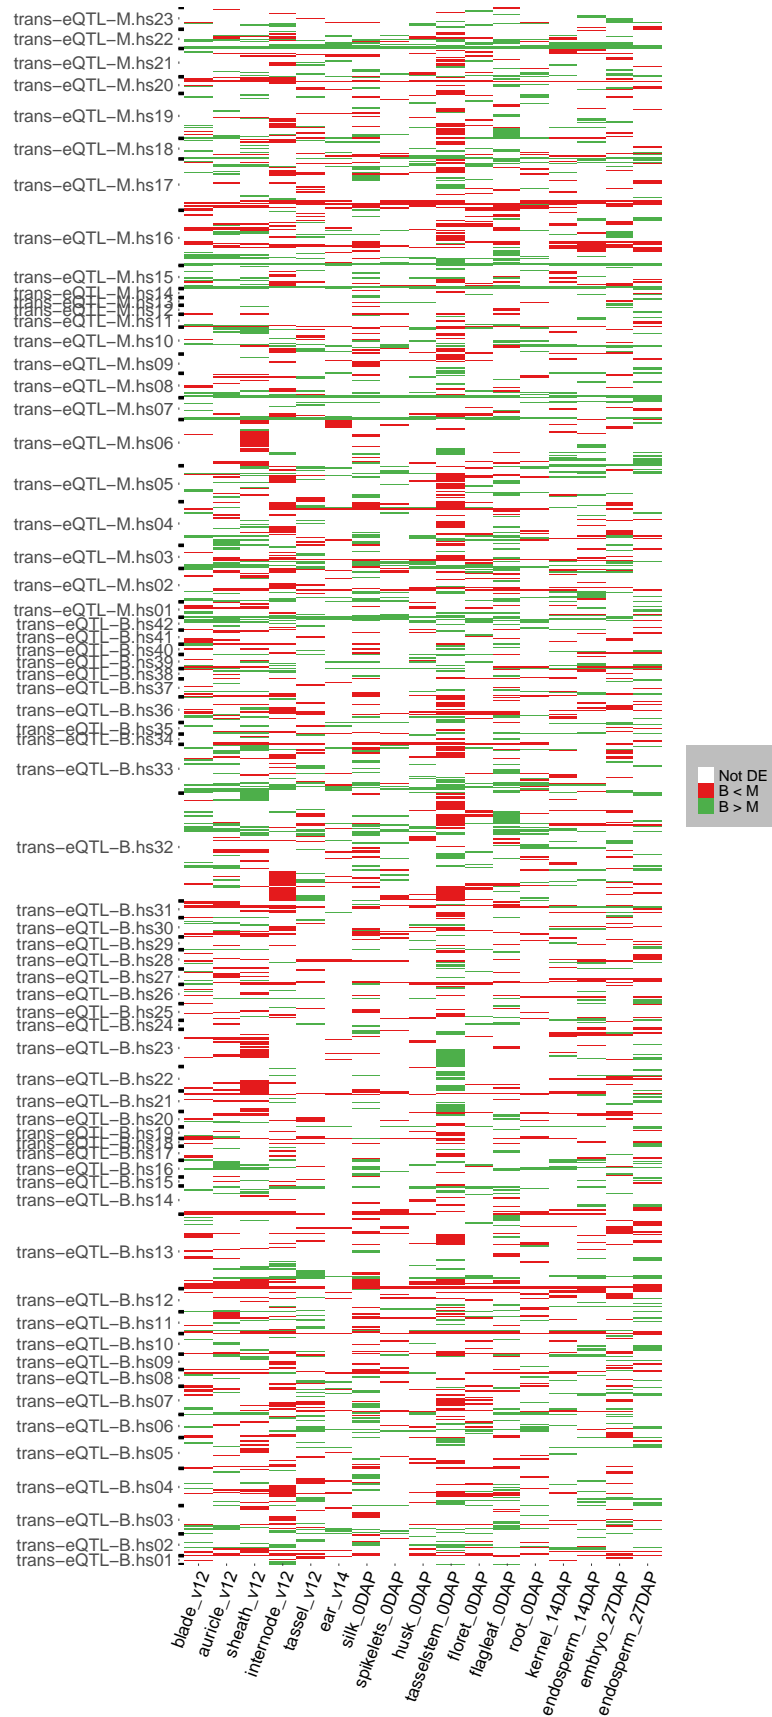 trans−eQTL−M.hs23
trans−eQTL−M.hs22
trans−eQTL−M.hs21
trans−eQTL−M.hs20
trans−eQTL−M.hs19
trans−eQTL−M.hs18
trans−eQTL−M.hs17
trans−eQTL−M.hs16
trans−eQTL−M.hs15
trans−eQTL−M.hs14
trans−eQTL−M.hs13
trans−eQTL−M.hs12
trans−eQTL−M.hs11
trans−eQTL−M.hs10
trans−eQTL−M.hs09
trans−eQTL−M.hs08
trans−eQTL−M.hs07
trans−eQTL−M.hs06
trans−eQTL−M.hs05
trans−eQTL−M.hs04
trans−eQTL−M.hs03
trans−eQTL−M.hs02
trans−eQTL−M.hs01
trans−eQTL−B.hs42
trans−eQTL−B.hs41
trans−eQTL−B.hs40
trans−eQTL−B.hs39
trans−eQTL−B.hs38
trans−eQTL−B.hs37
trans−eQTL−B.hs36
trans−eQTL−B.hs35
trans−eQTL−B.hs34
trans−eQTL−B.hs33
trans−eQTL−B.hs32
trans−eQTL−B.hs31
trans−eQTL−B.hs30
trans−eQTL−B.hs29
trans−eQTL−B.hs28
trans−eQTL−B.hs27
trans−eQTL−B.hs26
trans−eQTL−B.hs25
trans−eQTL−B.hs24
trans−eQTL−B.hs23
trans−eQTL−B.hs22
trans−eQTL−B.hs21
trans−eQTL−B.hs20
trans−eQTL−B.hs19
trans−eQTL−B.hs18
trans−eQTL−B.hs17
trans−eQTL−B.hs16
trans−eQTL−B.hs15
trans−eQTL−B.hs14
trans−eQTL−B.hs13
trans−eQTL−B.hs12
trans−eQTL−B.hs11
trans−eQTL−B.hs10
trans−eQTL−B.hs09
trans−eQTL−B.hs08
trans−eQTL−B.hs07
trans−eQTL−B.hs06
trans−eQTL−B.hs05
trans−eQTL−B.hs04
trans−eQTL−B.hs03
trans−eQTL−B.hs02
trans−eQTL−B.hs01
blade_v12
auricle_v12
sheath_v12
internode_v12
tassel_v12
ear_v14
silk_0DAP
spikelets_0DAP
husk_0DAP
tasselstem_0DAP
floret_0DAP
flagleaf_0DAP
root_0DAP
kernel_14DAP
endosperm_14DAP
embryo_27DAP
endosperm_27DAP
Not DE
B < M
B > M